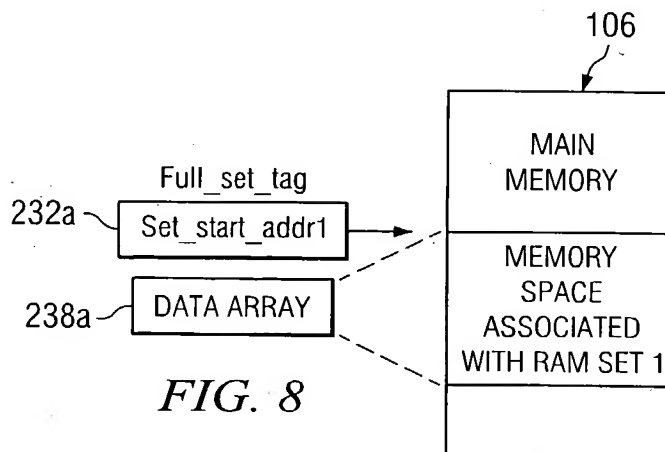 106
MAIN
MEMORY
Full_set_tag
232a
Set_start_addr1
MEMORY
SPACE
ASSOCIATED
WITH RAM SET 1
238a
DATA ARRAY
FIG. 8